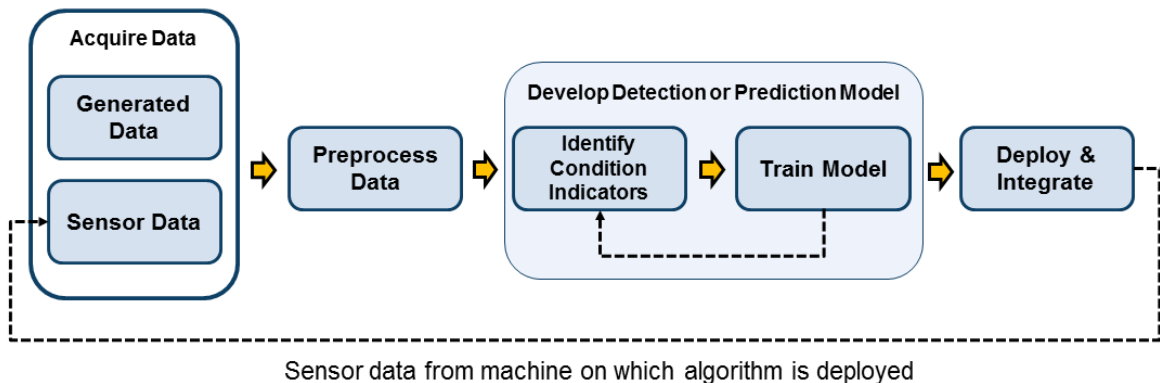 Acquire Data
Generated
Data
Sensor Data
Preprocess
Data
Develop Detection or Prediction Model
Identify
Condition
Indicators
Train Model
Deploy &
Integrate
Sensor data from machine on which algorithm is deployed